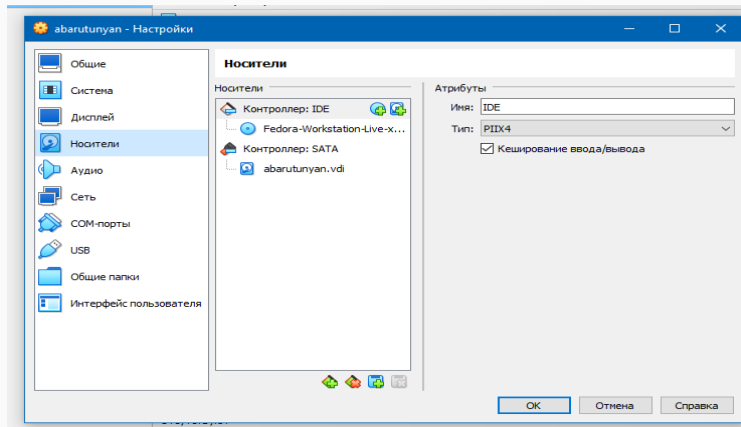 abarutunyan - Настройки
Общие
Система
Дисплей
Носители
Аудио
Сеть
COM-порты
USB
Общие папки
Интерфейс пользователя
Носители
Носители
Контроллер: IDE
Fedora-Workstation-Live-x...
Контроллер: SATA
abarutunyan.vdi
Атрибуты
Имя: IDE
Тип: PIIX4
Кеширование ввода/вывода
OK Отмена Справка